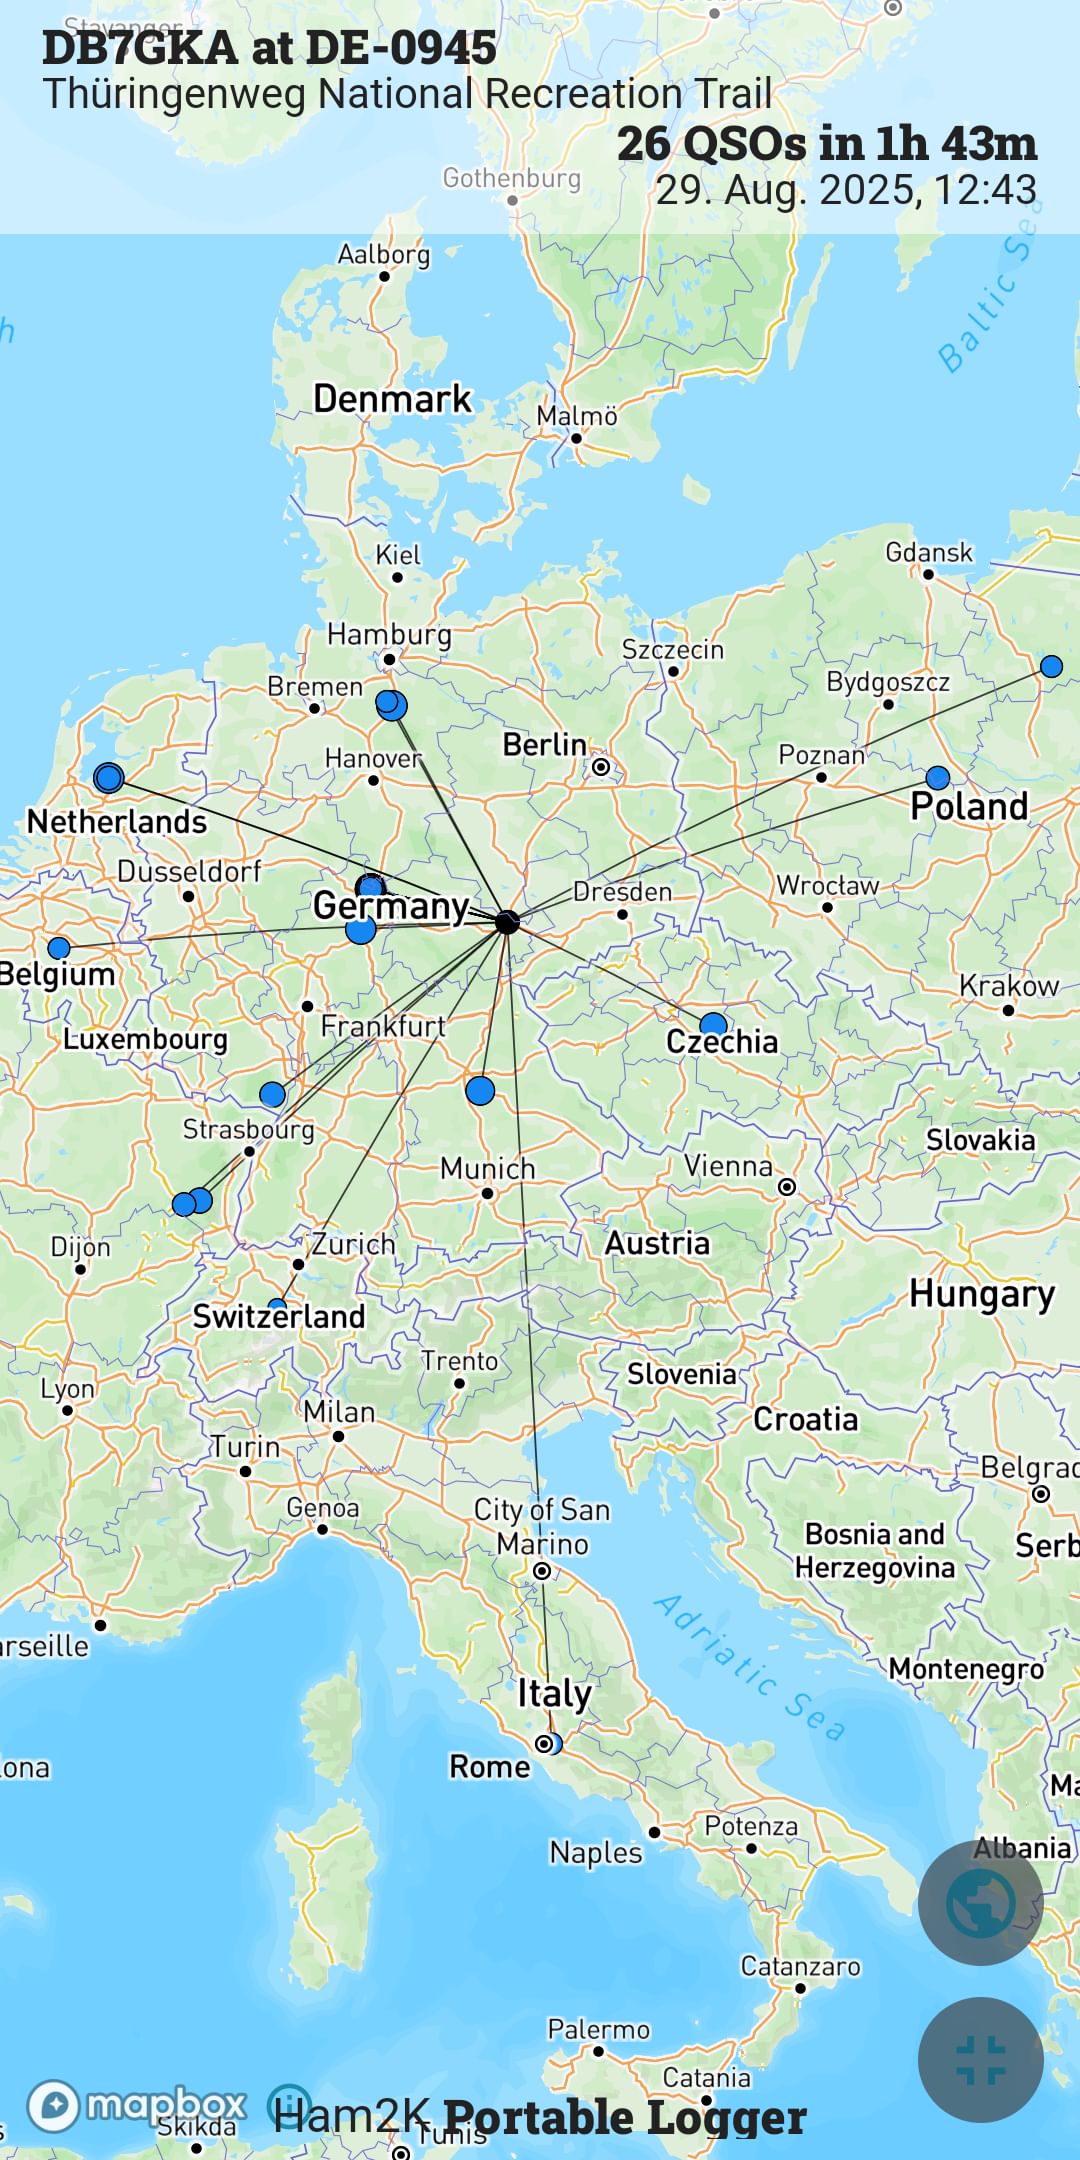 Stavanger
DB7GKA at DE-0945
Thüringenweg National Recreation Trail
26 QSOs in 1h 43m
29. Aug. 2025, 12:43
Gothenburg
Aalborg
Baltic Sea
Denmark
Malmö
Kiel
Gdansk
Hamburg
Szczecin
Bremen
Bydgoszcz
Berlin
Hanover
Poznan
Netherlands
Poland
Dusseldorf
Dresden
Wrocław
Germany
Belgium
Krakow
Frankfurt
Luxembourg
Czechia
Strasbourg
Slovakia
Munich
Vienna
Dijon
Zurich
Austria
Switzerland
Hungary
Trento
Slovenia
Lyon
Milan
Croatia
Turin
Belgrad
Genoa
City of San
Marino
Bosnia and
Herzegovina
Serb
Adriatic Sea
arseille
Montenegro
Italy
Rome
lona
Ma
Naples
Potenza
Albania
Catanzaro
Palermo
Catania
mapbox
Ham2K Portable Logger
Skikda
Tunis